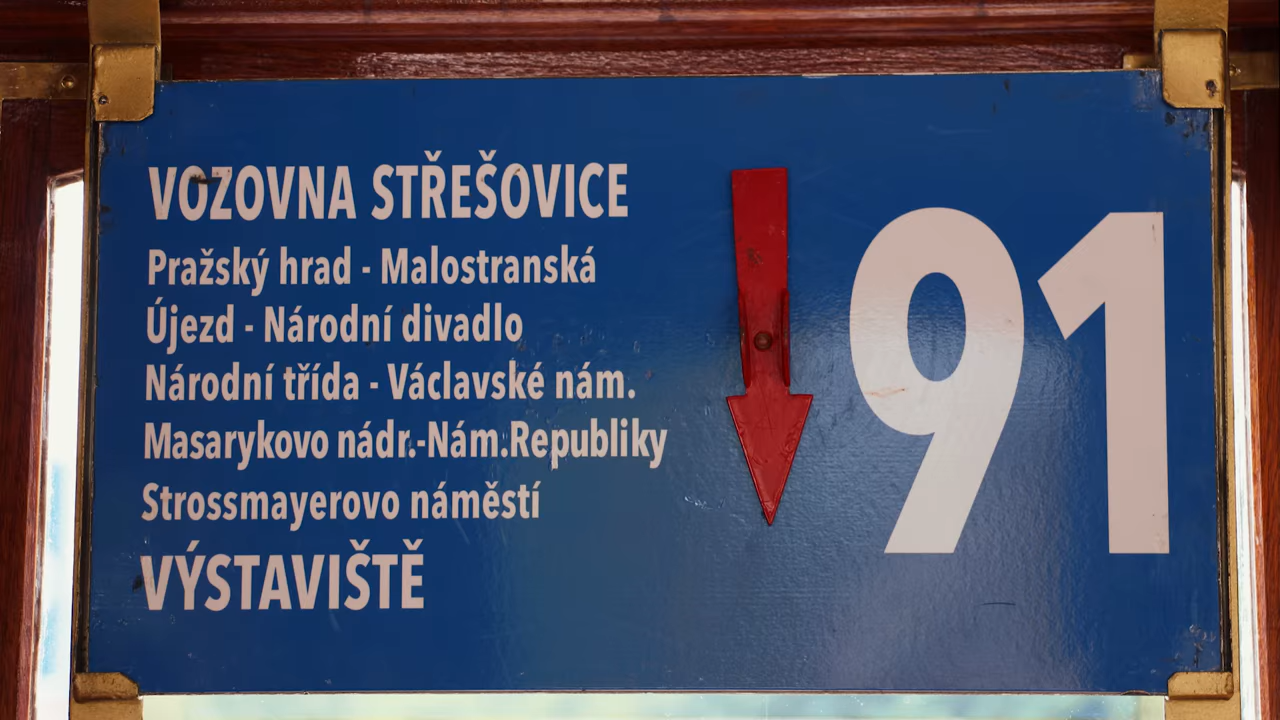 VOZOVNA STŘEŠOVICE
Pražský hrad - Malostranská
Újezd - Národní divadlo
Národní třída - Václavské nám.
Masarykovo nádr.-Nám.Republiky
Strossmayerovo náměstí
VÝSTAVIŠTĚ
91